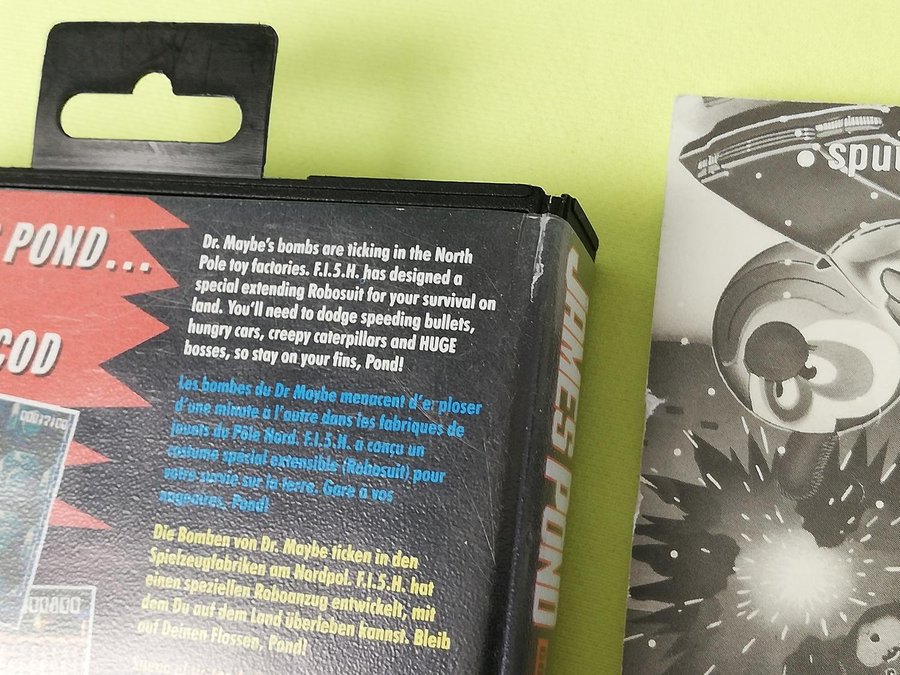 POND...
COD
Dr. Maybe's bombs are ticking in the North
Pole toy factories. F.I.5.H. has designed a
special extending Robosuit for your survival on
land. You'll need to dodge speeding bullets,
hungry cars, creepy caterpillars and HUGE
bosses, so stay on your fins, Pond!
Les bombes du Dr Maybe menacent d'exploser
d'une minute à l'autre dans les fabriques de
jouets du Pôle Nord. F.I.5.H. a conçu un
costume special extensible (Robosuit) pour
votre survie sur la terre. Gare à vos
nageoires, Pond!
Die Bomben von Dr. Maybe ticken in den
Spielzeugfabriken am Nordpol. F.I.5.H. hat
einen speziellen Roboanzug entwickelt, mit
dem Du auf dem Land überleben kannst. Bleib
auf Deinen Flossen, Pond!
JAMES POND